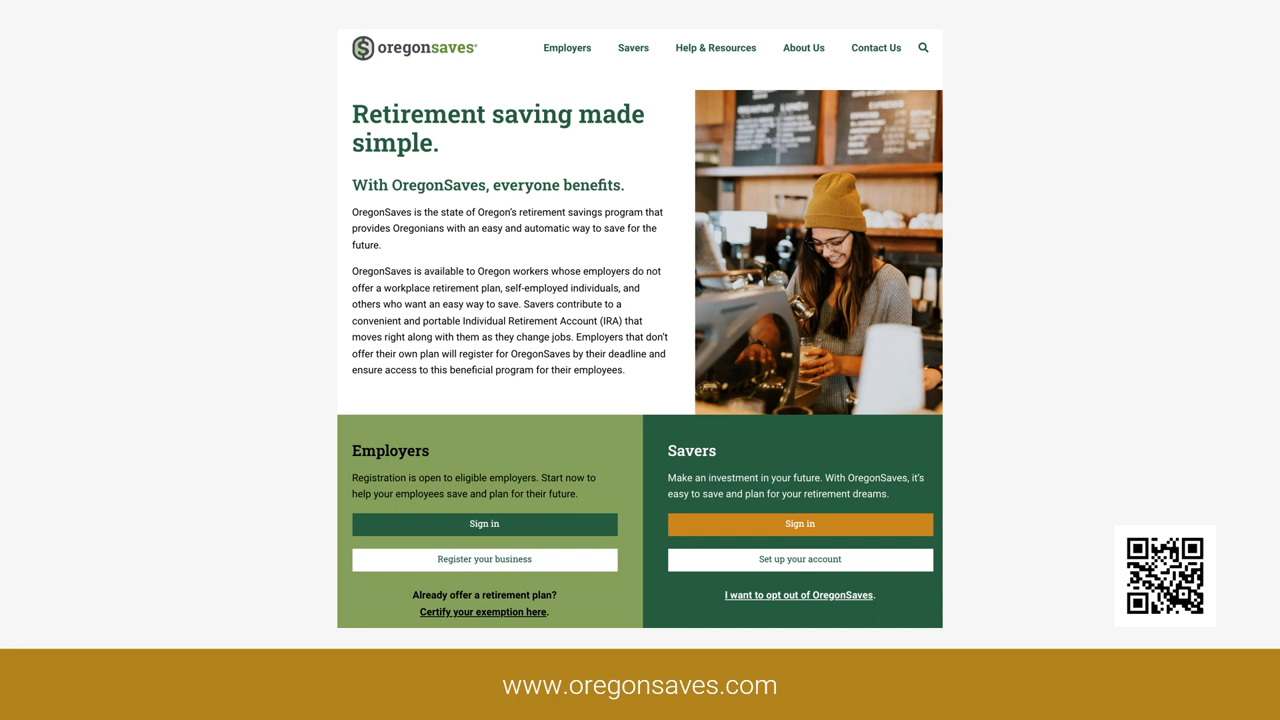 oregonsaves
Employers
Savers
Help & Resources
About Us
Contact Us
Retirement saving made
simple.
With OregonSaves, everyone benefits.
OregonSaves is the state of Oregon’s retirement savings program that
provides Oregonians with an easy and automatic way to save for the
future.
OregonSaves is available to Oregon workers whose employers do not
offer a workplace retirement plan, self-employed individuals, and
others who want an easy way to save. Savers contribute to a
convenient and portable Individual Retirement Account (IRA) that
moves right along with them as they change jobs. Employers that don’t
offer their own plan will register for OregonSaves by their deadline and
ensure access to this beneficial program for their employees.
BREAKFAST LUNCH
ESPRESSO
Employers
Registration is open to eligible employers. Start now to
help your employees save and plan for their future.
Sign in
Register your business
Already offer a retirement plan?
Certify your exemption here.
Savers
Make an investment in your future. With OregonSaves, it’s
easy to save and plan for your retirement dreams.
Sign in
Set up your account
I want to opt out of OregonSaves.
www.oregonsaves.com